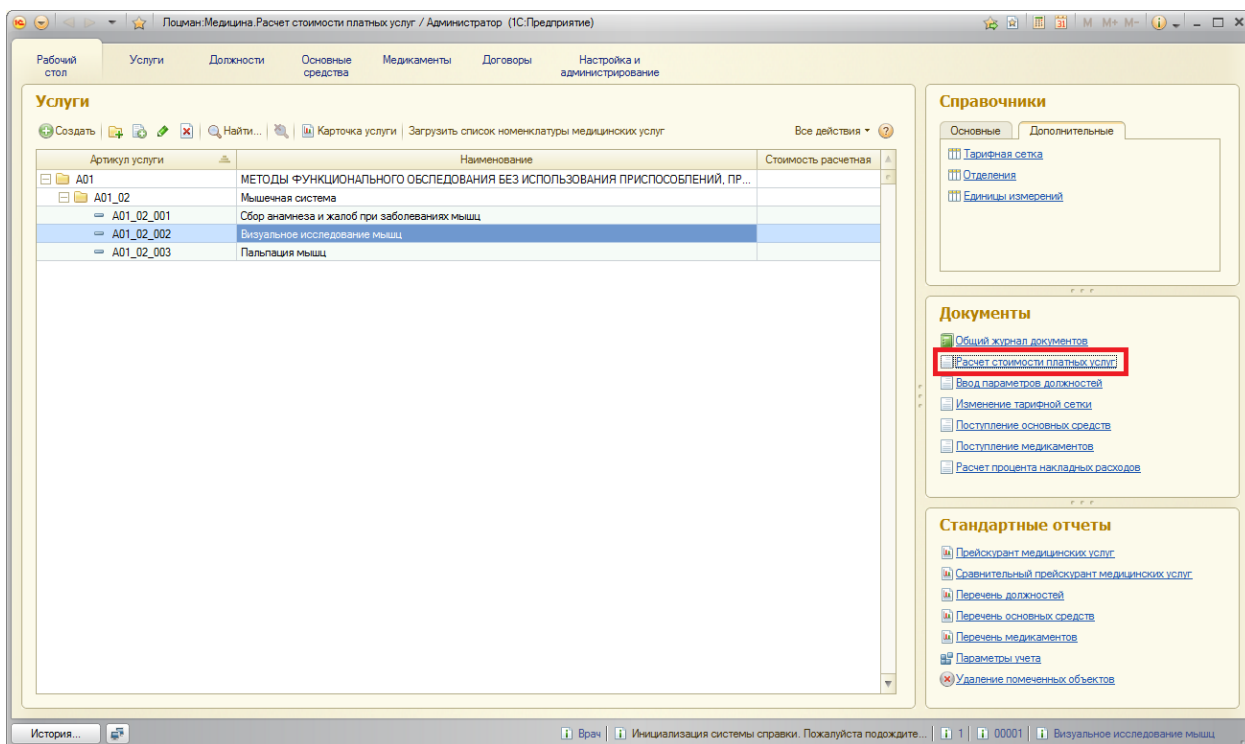 Лоцман:Медицина.Расчет стоимости платных услуг / Администратор (1С:Предприятие)
M M+ M-
Рабочий стол
Услуги
Должности
Основные средства
Медикаменты
Договоры
Настройка и администрирование
Услуги
Создать Найти... Карточка услуги Загрузить список номенклатуры медицинских услуг Все действия
Артикул услуги Наименование Стоимость расчетная
A01 МЕТОДЫ ФУНКЦИОНАЛЬНОГО ОБСЛЕДОВАНИЯ БЕЗ ИСПОЛЬЗОВАНИЯ ПРИСПОСОБЛЕНИЙ, ПР...
A01_02 Мышечная система
A01_02_001 Сбор анамнеза и жалоб при заболеваниях мышц
A01_02_002 Визуальное исследование мышц
A01_02_003 Пальпация мышц
Справочники
Основные Дополнительные
Тарифная сетка
Отделения
Единицы измерений
Документы
Общий журнал документов
Расчет стоимости платных услуг
Ввод параметров должностей
Изменение тарифной сетки
Поступление основных средств
Поступление медикаментов
Расчет процента накладных расходов
Стандартные отчеты
Прейскурант медицинских услуг
Сравнительный прейскурант медицинских услуг
Перечень должностей
Перечень основных средств
Перечень медикаментов
Параметры учета
Удаление помеченных объектов
История... Врач Инициализация системы справки. Пожалуйста подождите... 1 00001 Визуальное исследование мышц